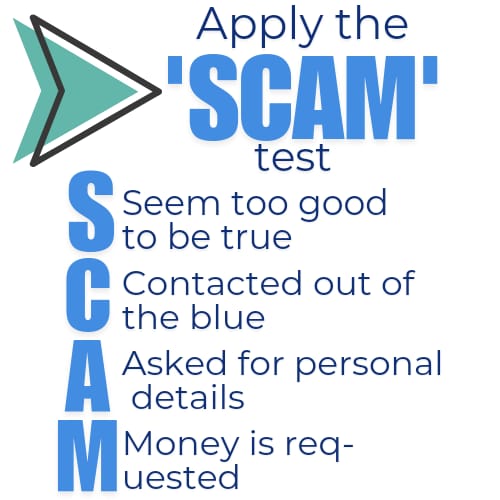 Apply the
'SCAM'
test
S Seem too good
to be true
C Contacted out of
the blue
A Asked for personal
details
M Money is req-
uested